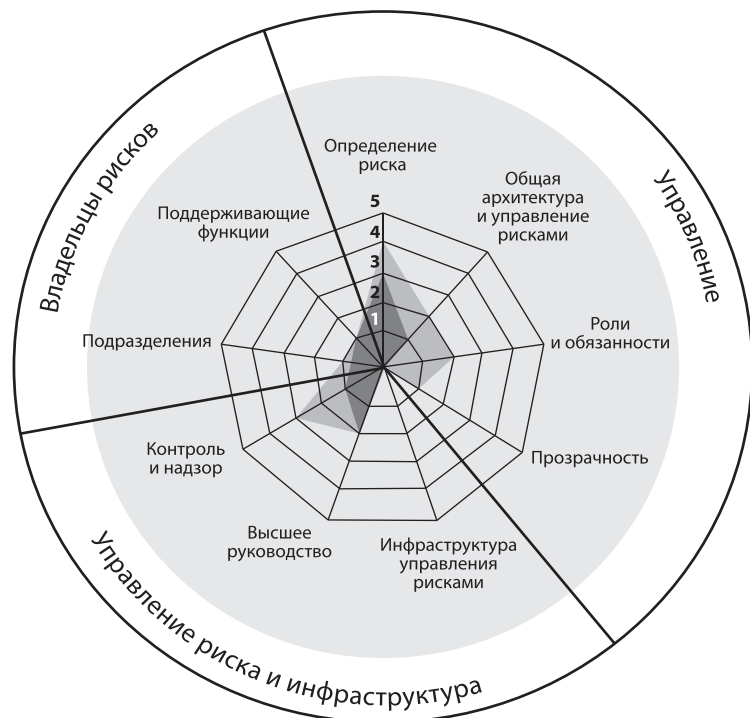 Владельцы рисков
Управление
Управление риска и инфраструктура
Определение
риска
Общая
архитектура
и управление
рисками
Роли
и обязанности
Прозрачность
Инфраструктура
управления
рисками
Высшее
руководство
Контроль
и надзор
Подразделения
Поддерживающие
функции
5
4
3
2
1